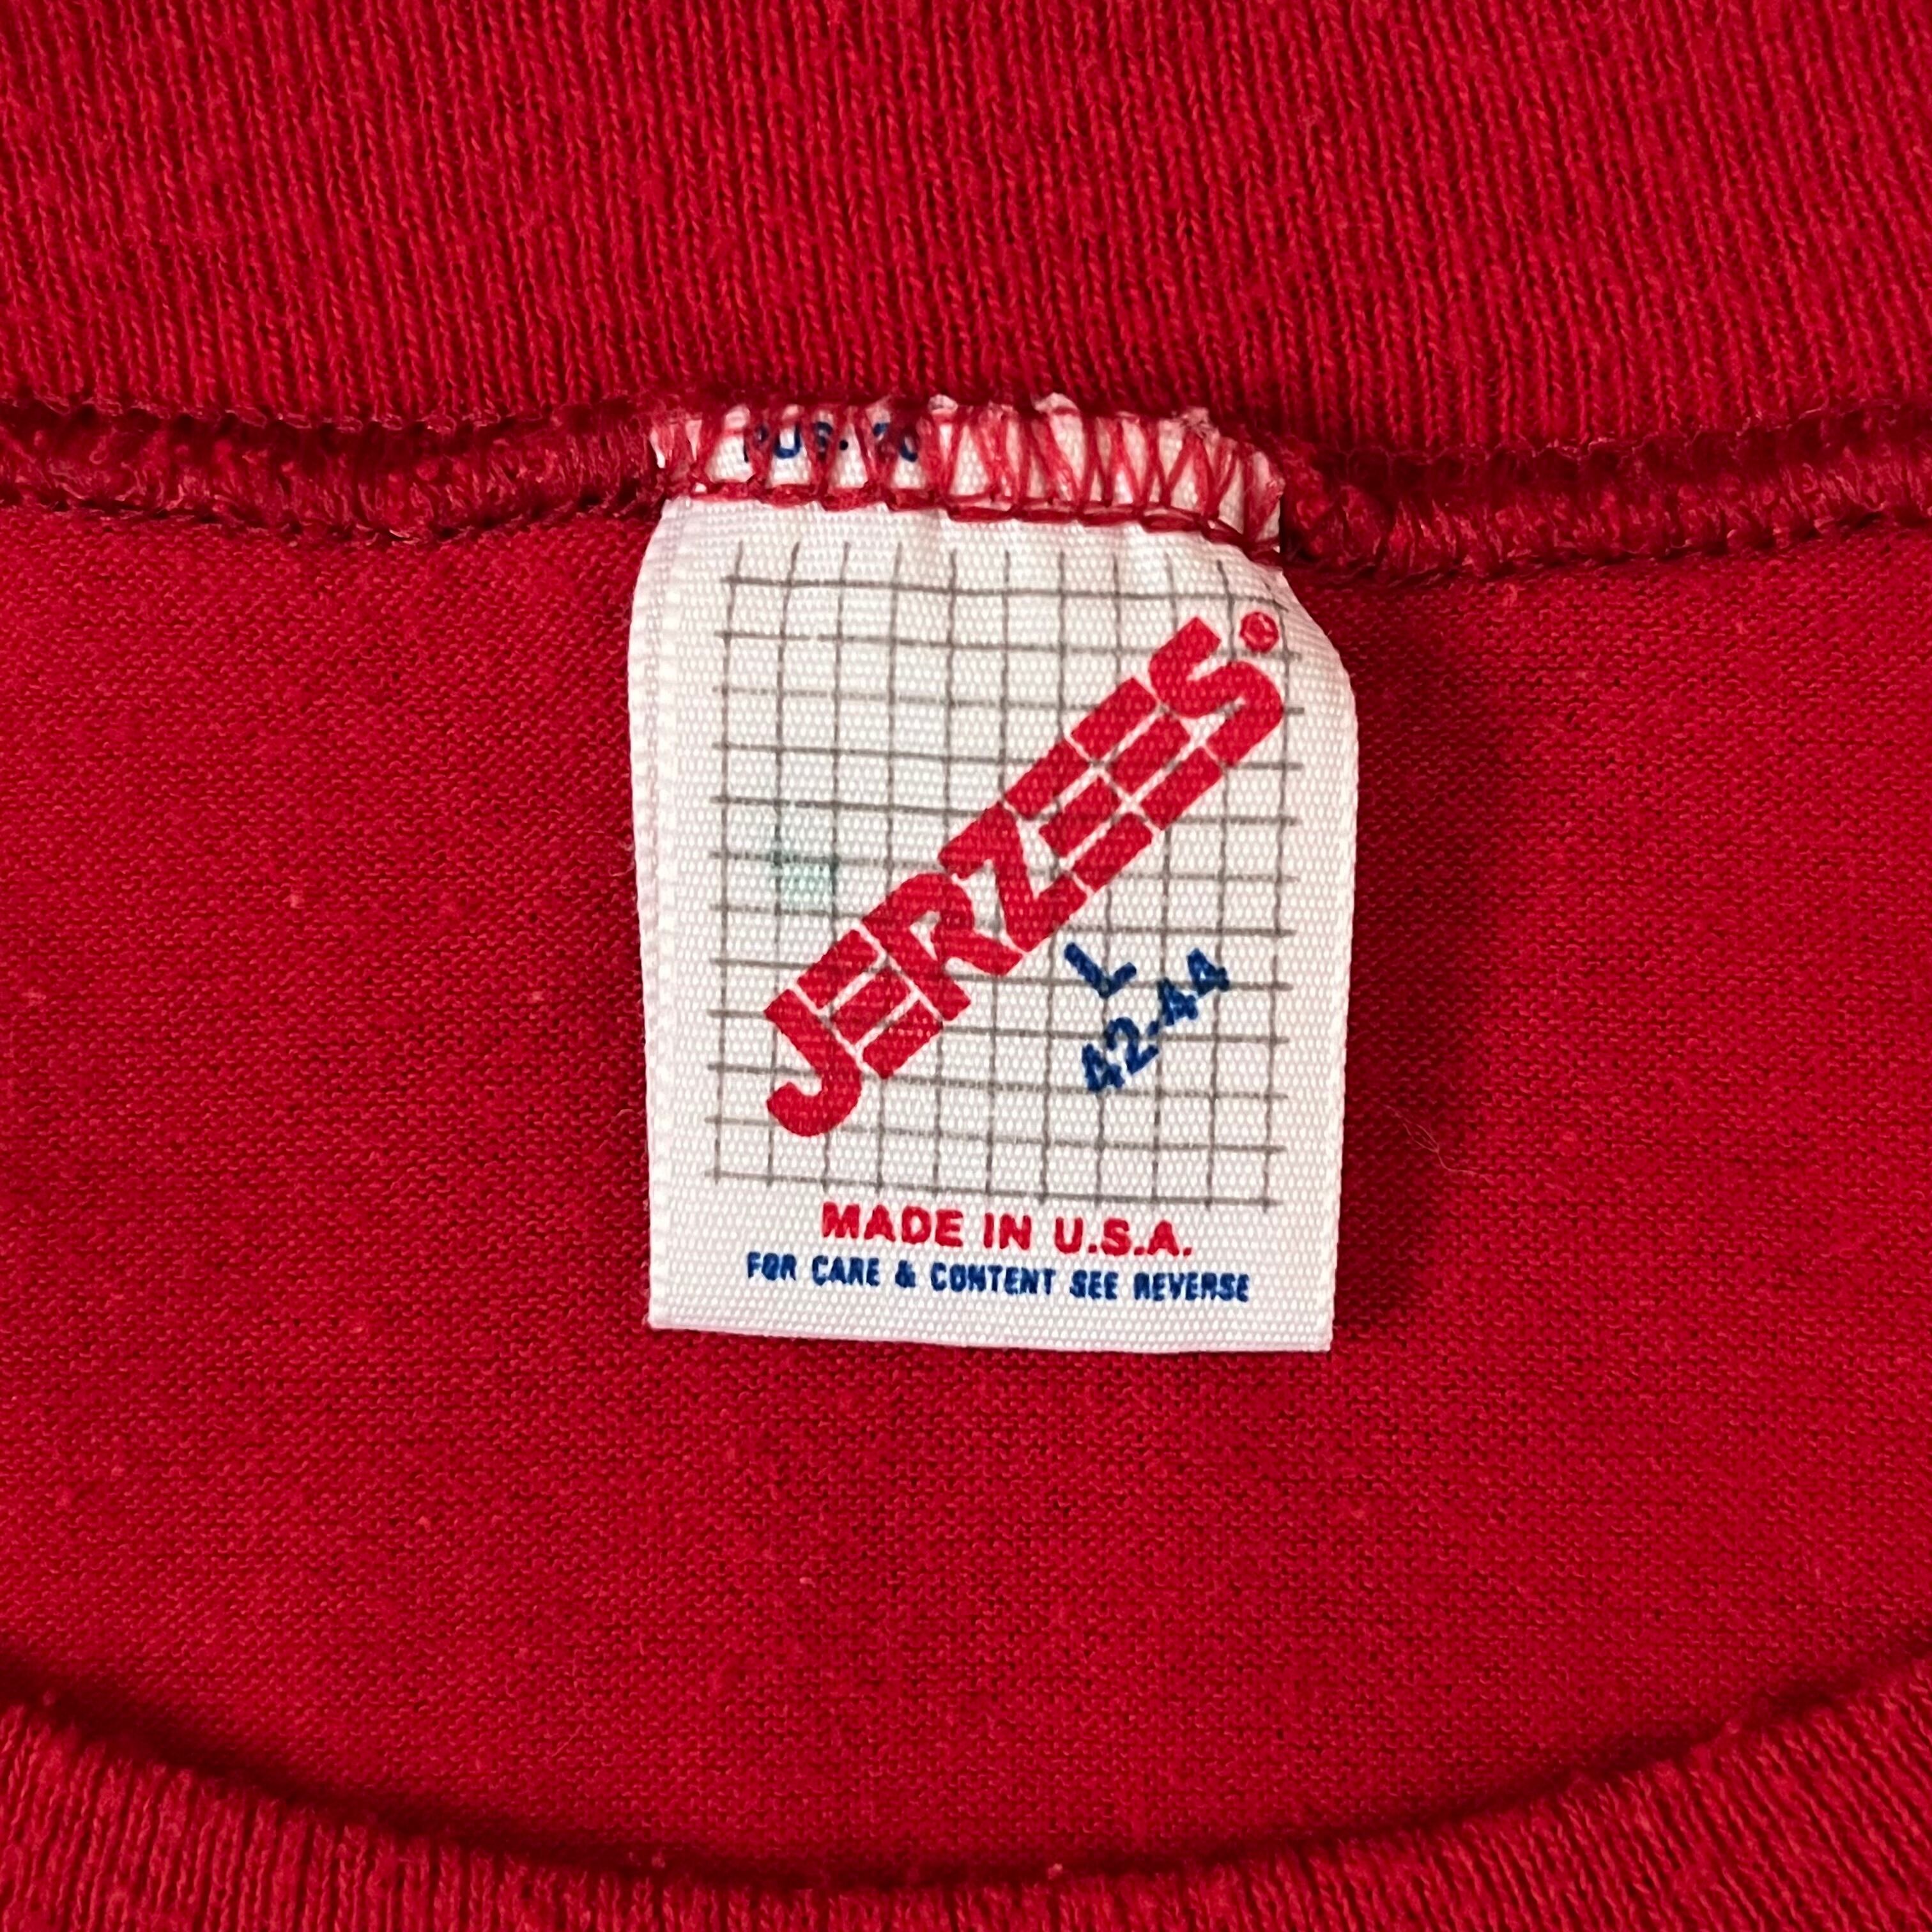 JERZEES®
L
42-44
MADE IN U.S.A.
FOR CARE & CONTENT SEE REVERSE